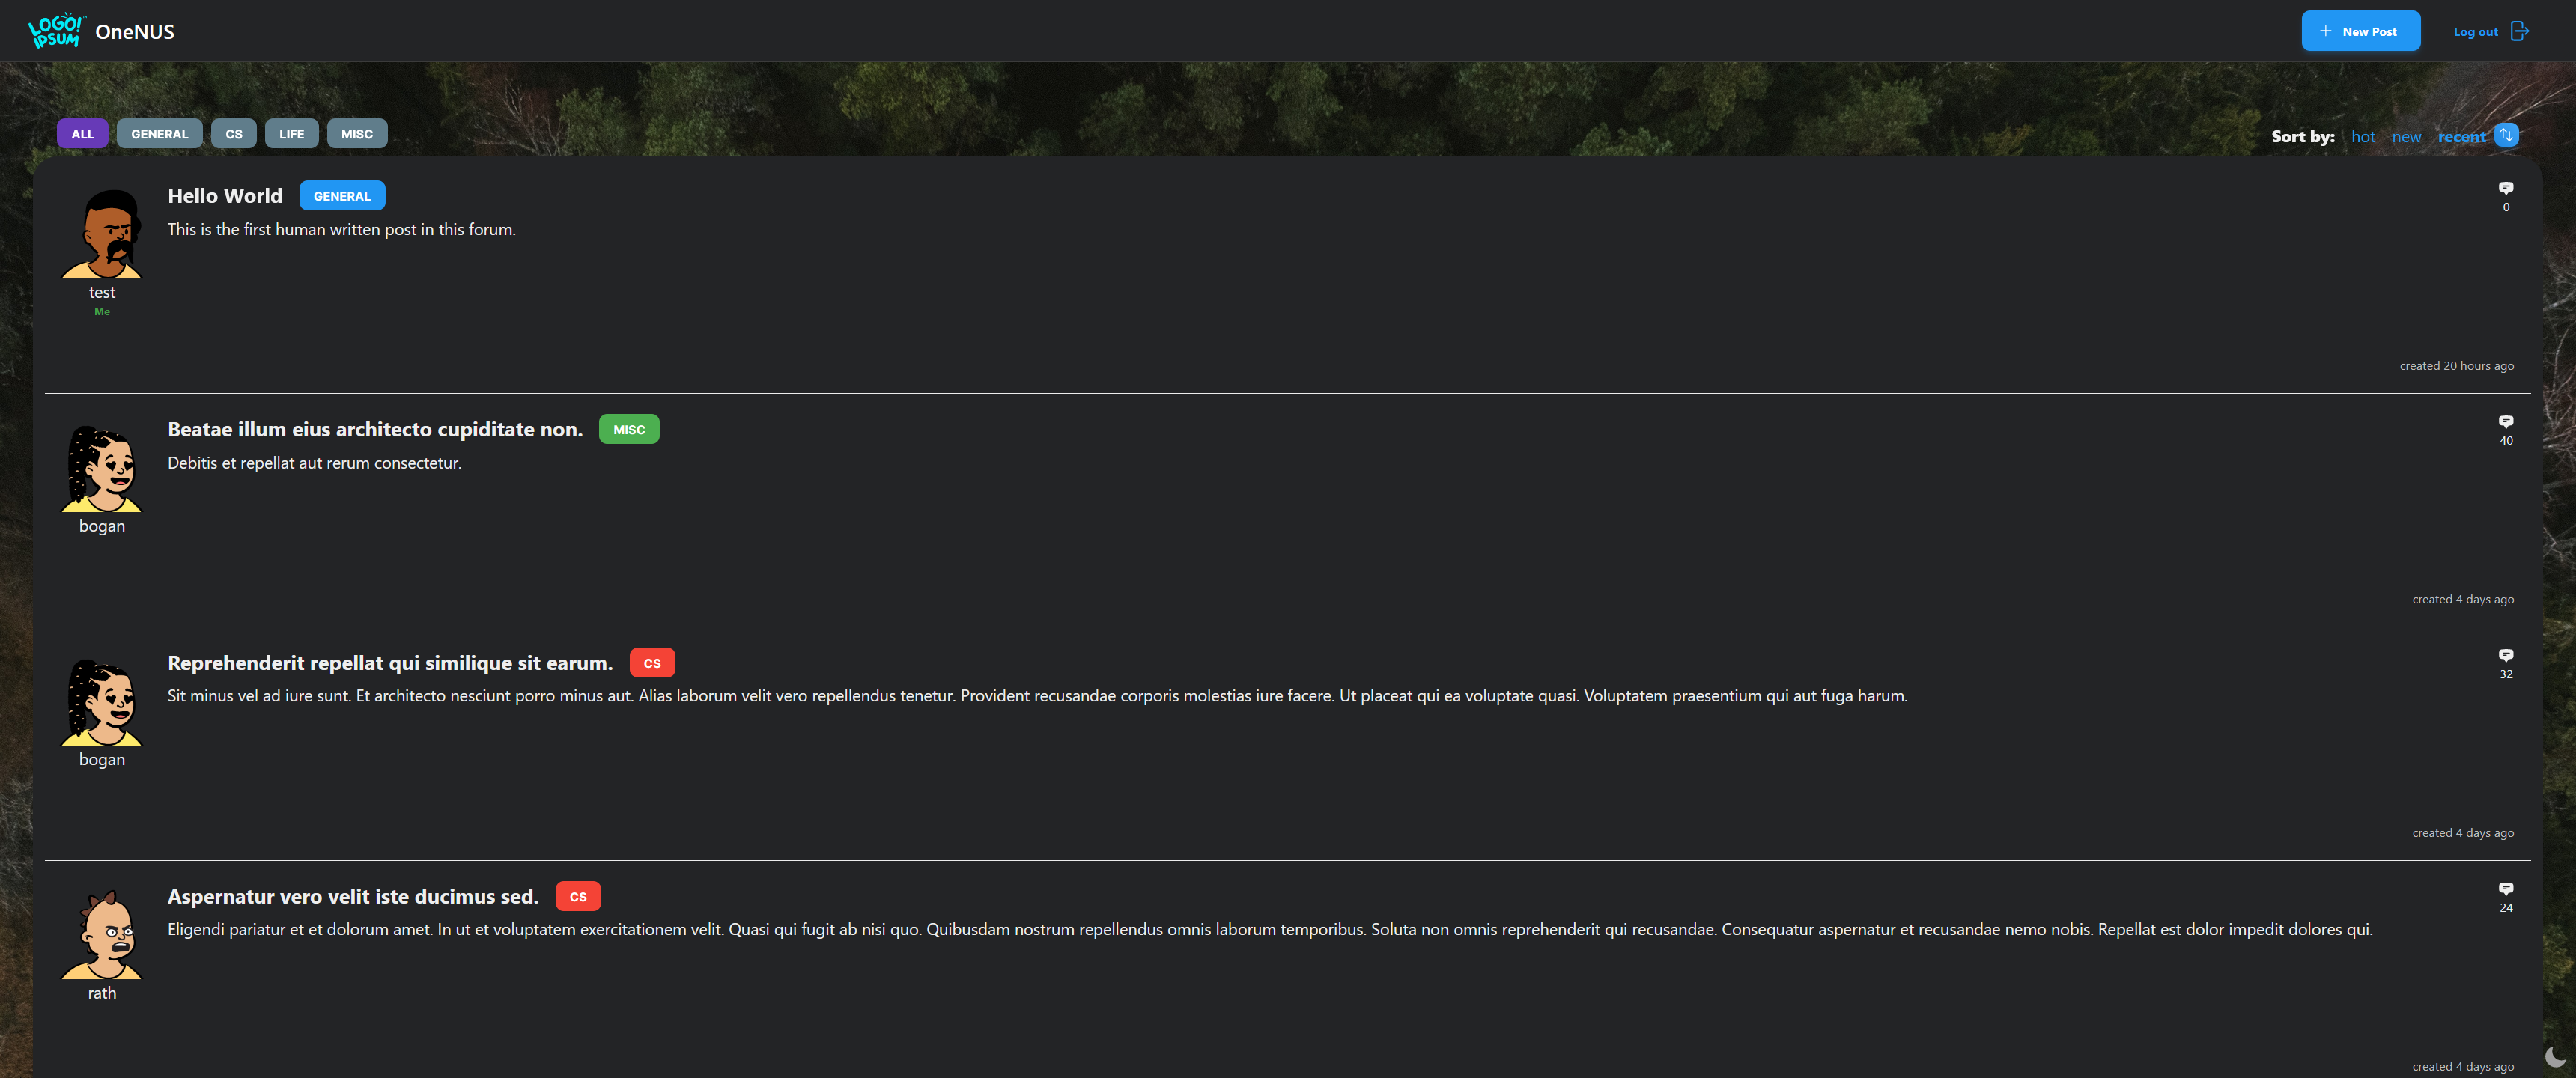 LOGO! IPSUM OneNUS
New Post
Log out
ALL GENERAL CS LIFE MISC
Sort by: hot new recent
Hello World GENERAL
0
This is the first human written post in this forum.
test
Me
created 20 hours ago
Beatae illum eius architecto cupiditate non. MISC
40
Debitis et repellat aut rerum consectetur.
bogan
created 4 days ago
Reprehenderit repellat qui similique sit earum. CS
32
Sit minus vel ad iure sunt. Et architecto nesciunt porro minus aut. Alias laborum velit vero repellendus tenetur. Provident recusandae corporis molestias iure facere. Ut placeat qui ea voluptate quasi. Voluptatem praesentium qui aut fuga harum.
bogan
created 4 days ago
Aspernatur vero velit iste ducimus sed. CS
24
Eligendi pariatur et et dolorum amet. In ut et voluptatem exercitationem velit. Quasi qui fugit ab nisi quo. Quibusdam nostrum repellendus omnis laborum temporibus. Soluta non omnis reprehenderit qui recusandae. Consequatur aspernatur et recusandae nemo nobis. Repellat est dolor impedit dolores qui.
rath
created 4 days ago